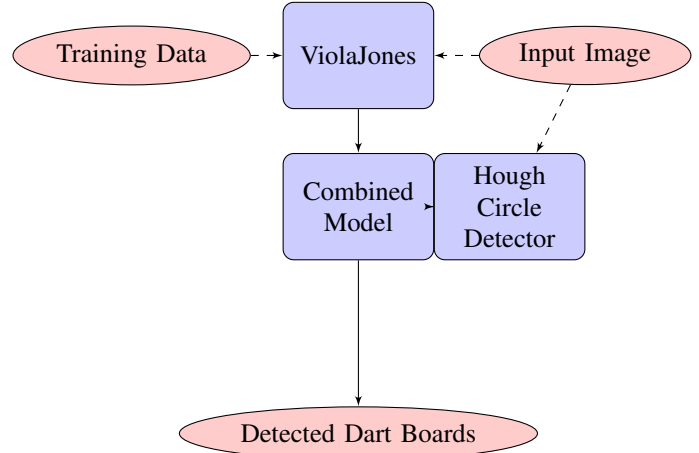 Training Data
ViolaJones
Input Image
Combined
Model
Hough
Circle
Detector
Detected Dart Boards